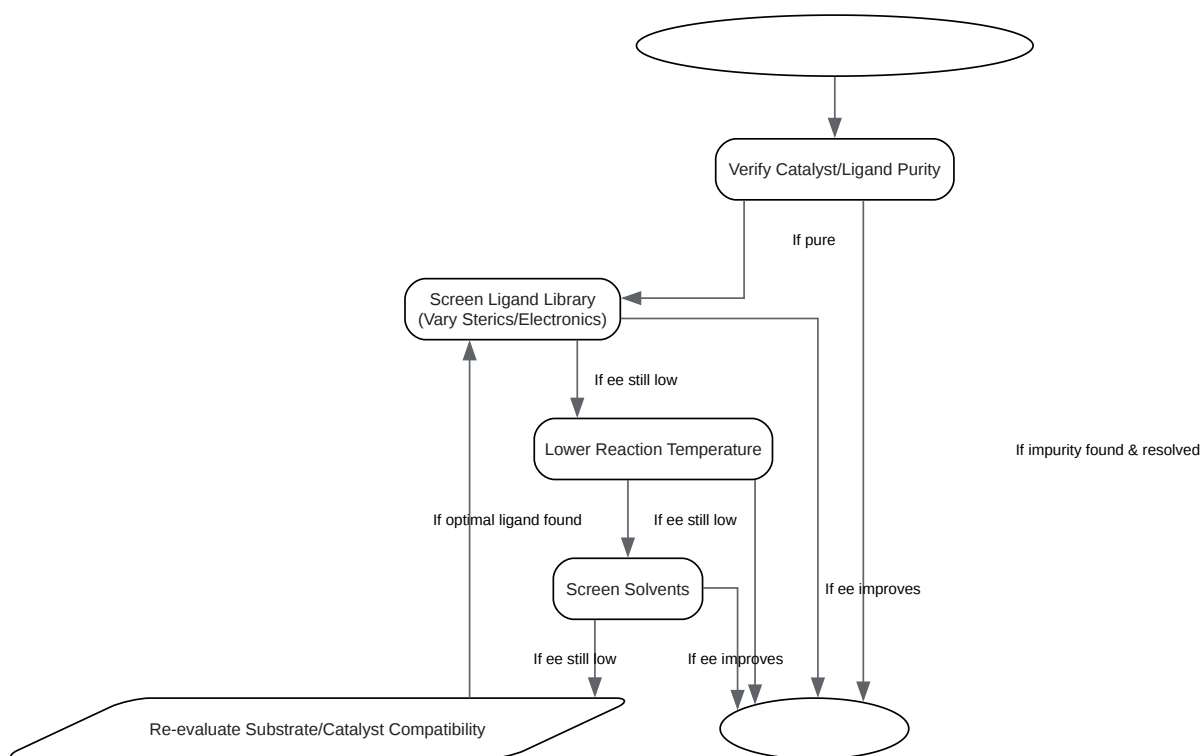 Verify Catalyst/Ligand Purity
If pure
Screen Ligand Library
(Vary Sterics/Electronics)
If ee still low
Lower Reaction Temperature
If impurity found & resolved
If optimal ligand found
If ee still low
Screen Solvents
If ee improves
If ee still low
If ee improves
Re-evaluate Substrate/Catalyst Compatibility